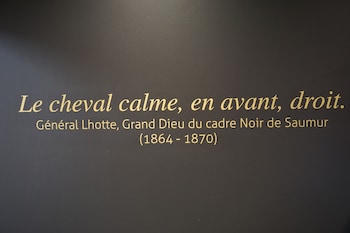 Le cheval calme, en avant, droit.
Général Lhotte, Grand Dieu du cadre Noir de Saumur
(1864 - 1870)